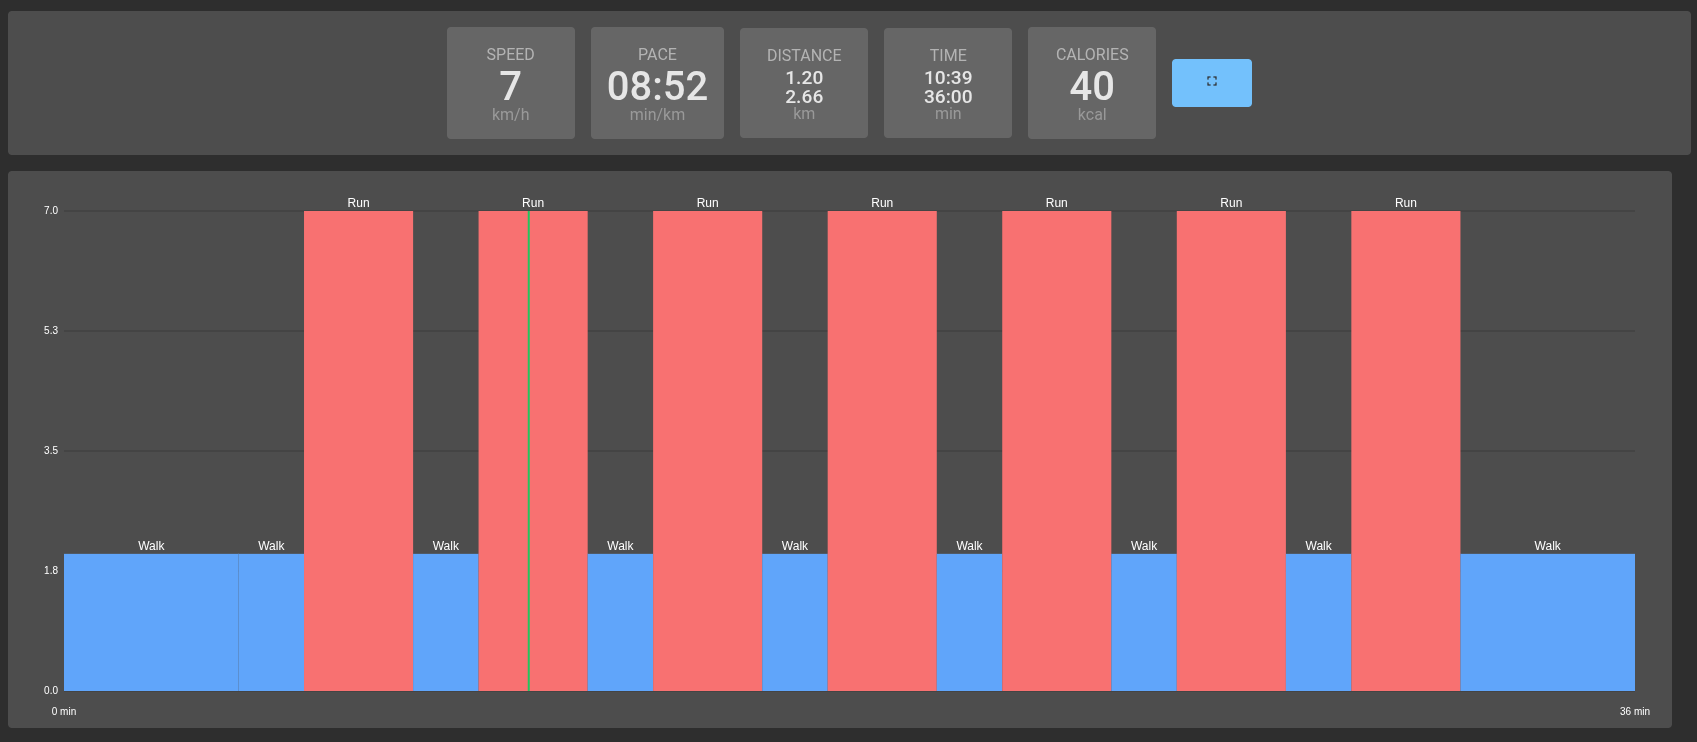 SPEED
7
km/h
PACE
08:52
min/km
DISTANCE
1.20
2.66
km
TIME
10:39
36:00
min
CALORIES
40
kcal
Run Run Run Run Run Run Run
7.0
5.3
3.5
Walk Walk Walk Walk Walk Walk Walk Walk Walk
1.8
0.0
0 min 36 min